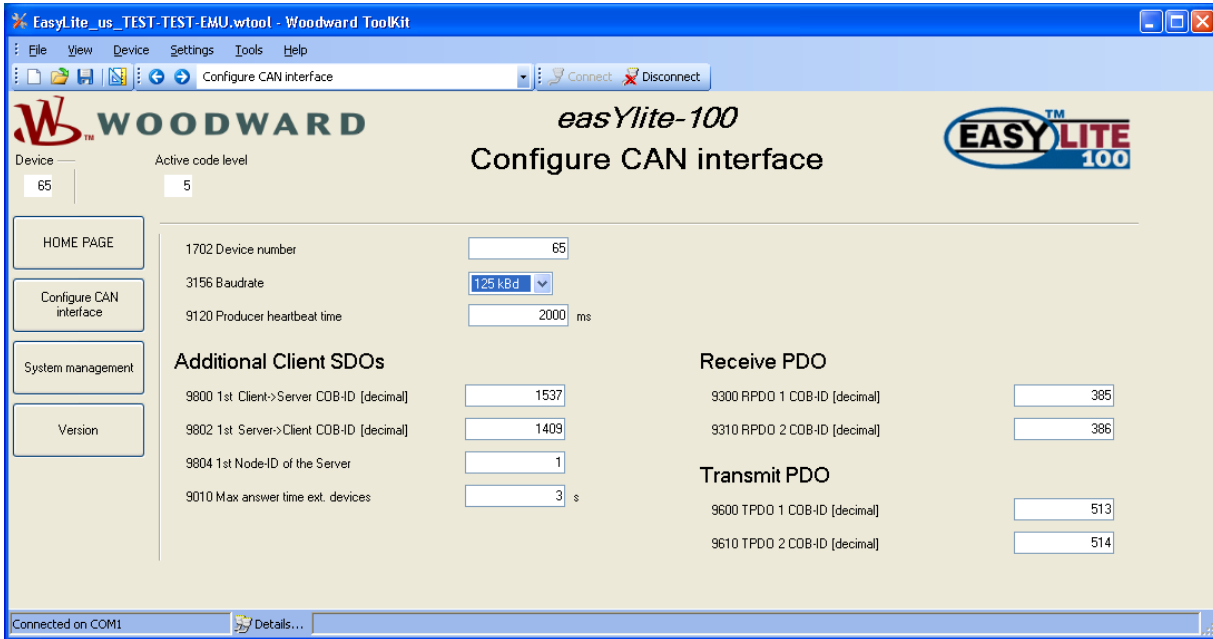 EasyLite_us_TEST-TEST-EMU.wtool - Woodward ToolKit
File View Device Settings Tools Help
Configure CAN interface Connect Disconnect
WOODWARD TM
easYlite-100
Configure CAN interface
EASY LITE TM
100
Device Active code level
65 5
HOME PAGE
Configure CAN
interface
System management
Version
1702 Device number 65
3156 Baudrate 125 kBd
9120 Producer heartbeat time 2000 ms
Additional Client SDOs
9800 1st Client->Server COB-ID [decimal] 1537
9802 1st Server->Client COB-ID [decimal] 1409
9804 1st Node-ID of the Server 1
9010 Max answer time ext. devices 3 s
Receive PDO
9300 RPDO 1 COB-ID [decimal] 385
9310 RPDO 2 COB-ID [decimal] 386
Transmit PDO
9600 TPDO 1 COB-ID [decimal] 513
9610 TPDO 2 COB-ID [decimal] 514
Connected on COM1 Details...